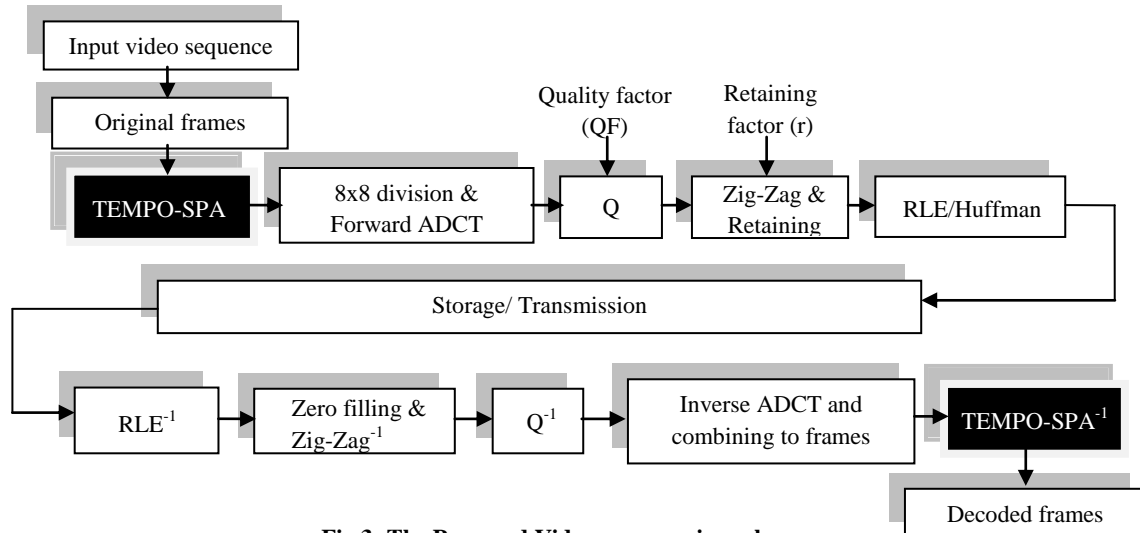 Input video sequence
Original frames
Quality factor
(QF)
Retaining
factor (r)
TEMPO-SPA
8x8 division &
Forward ADCT
Q
Zig-Zag &
Retaining
RLE/Huffman
Storage/ Transmission
RLE-1
Zero filling &
Zig-Zag-1
Q-1
Inverse ADCT and
combining to frames
TEMPO-SPA-1
Decoded frames